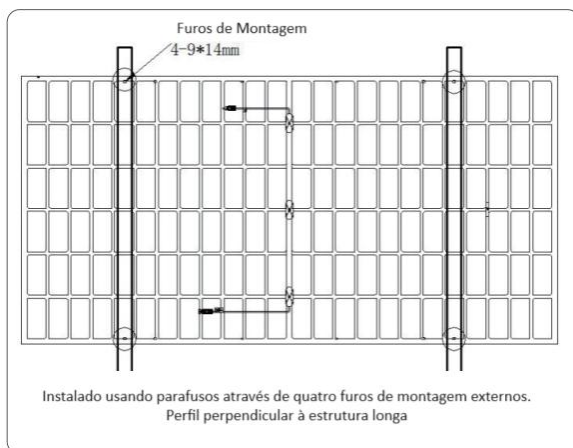 Furos de Montagem
4-9*14mm
Instalado usando parafusos através de quatro furos de montagem externos.
Perfil perpendicular à estrutura longa